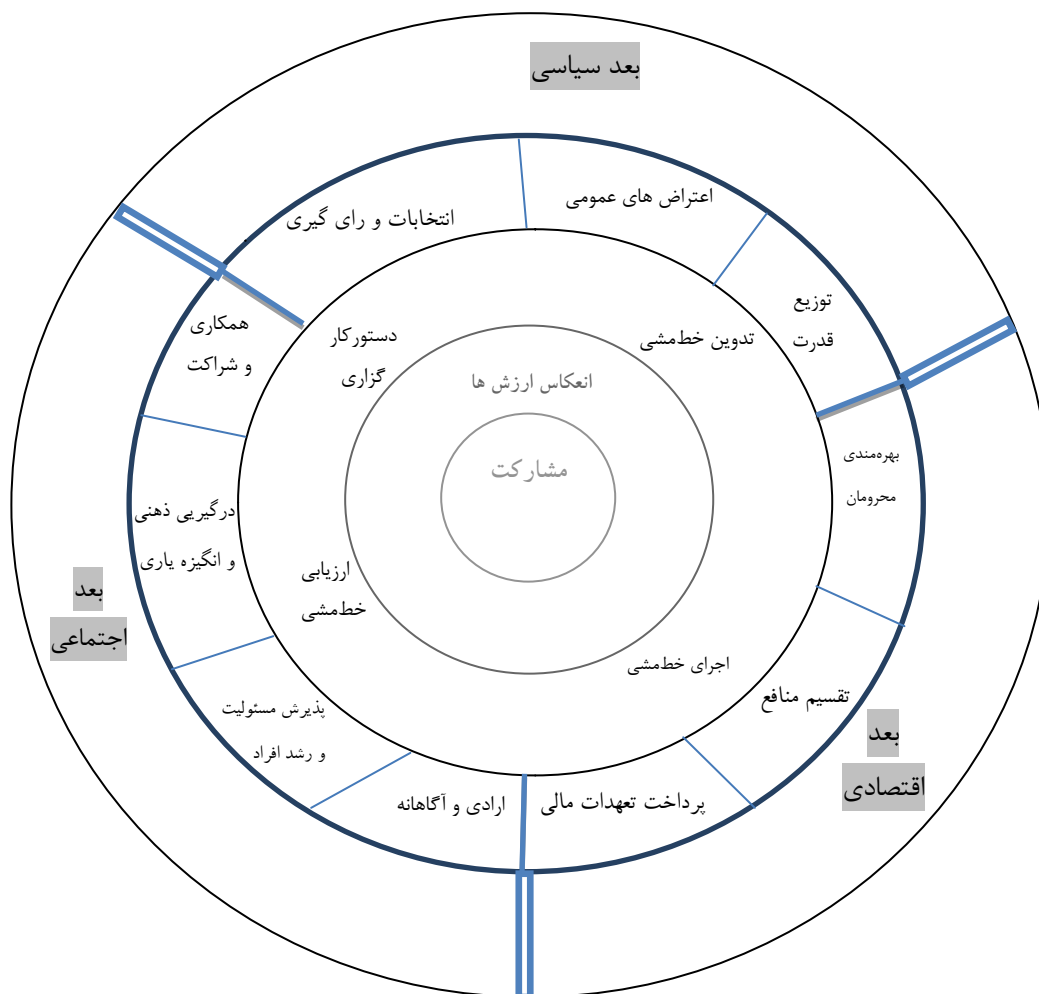 بعد سیاسی
انتخابات و رای گیری
اعتراض های عمومی
توزیع
قدرت
همکاری
و شراکت
دستورکار
گزاری
تدوین خط‌مشی
انعکاس ارزش ها
مشارکت
بهره‌مندی
محرومان
درگیریی ذهنی
و انگیزه یاری
ارزیابی
خط‌مشی
بعد
اجتماعی
اجرای خط‌مشی
تقسیم منافع
بعد
اقتصادی
پذیرش مسئولیت
و رشد افراد
ارادی و آگاهانه
پرداخت تعهدات مالی